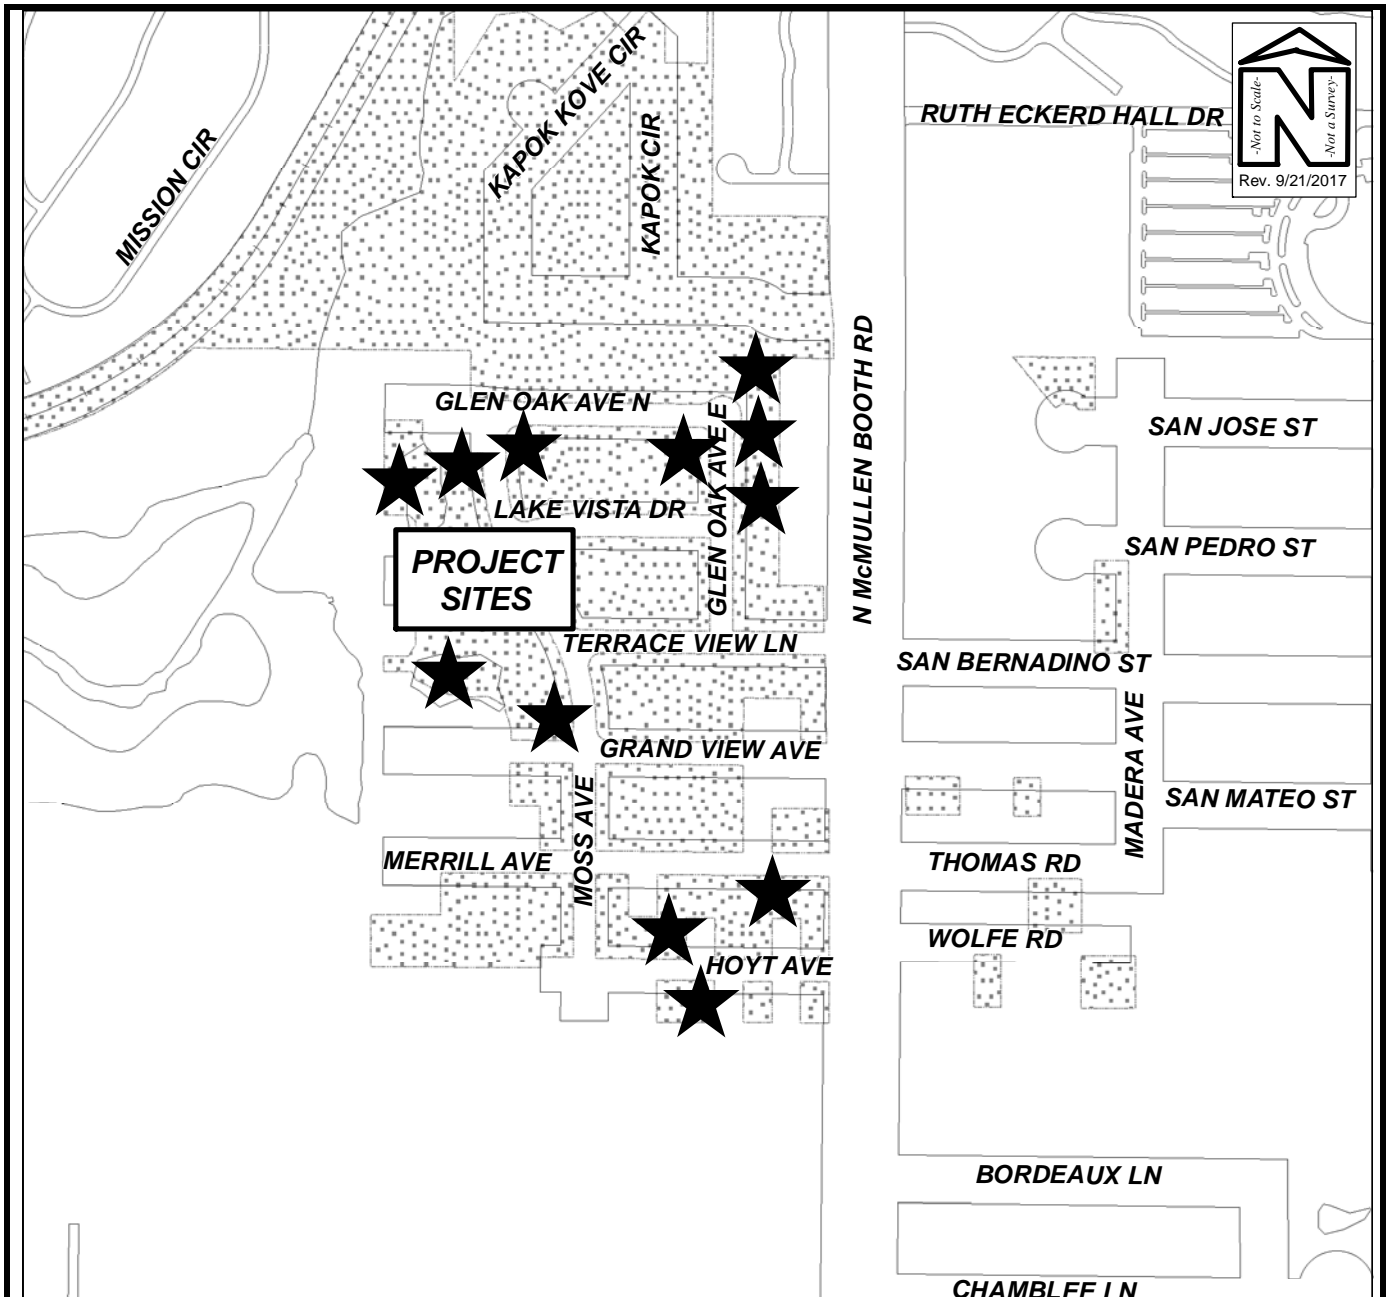 KAPOK KOVE CIR
MISSION CIR
KAPOK CIR
RUTH ECKERD HALL DR
-Not to Scale-
N
-Not a Survey-
Rev. 9/21/2017
N McMULLEN BOOTH RD
GLEN OAK AVE N
GLEN OAK AVE E
SAN JOSE ST
LAKE VISTA DR
PROJECT
SITES
SAN PEDRO ST
TERRACE VIEW LN
SAN BERNADINO ST
GRAND VIEW AVE
MADERA AVE
MOSS AVE
SAN MATEO ST
MERRILL AVE
THOMAS RD
WOLFE RD
HOYT AVE
BORDEAUX LN
CHAMBLEE LN